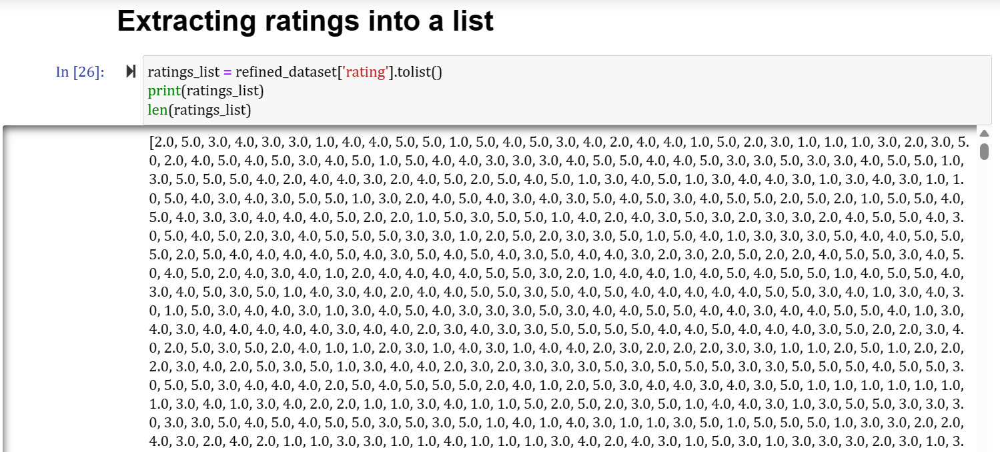 Extracting ratings into a list
In [26]:
ratings_list = refined_dataset['rating'].tolist()
print(ratings_list)
len(ratings_list)
[2.0, 5.0, 3.0, 4.0, 3.0, 3.0, 1.0, 4.0, 4.0, 5.0, 5.0, 1.0, 5.0, 4.0, 5.0, 3.0, 4.0, 2.0, 4.0, 4.0, 1.0, 5.0, 2.0, 3.0, 1.0, 1.0, 1.0, 3.0, 2.0, 3.0, 5.
0, 2.0, 4.0, 5.0, 4.0, 5.0, 3.0, 4.0, 5.0, 1.0, 5.0, 4.0, 4.0, 3.0, 3.0, 3.0, 4.0, 5.0, 5.0, 4.0, 4.0, 5.0, 3.0, 3.0, 5.0, 3.0, 3.0, 4.0, 5.0, 5.0, 1.0,
3.0, 5.0, 5.0, 5.0, 4.0, 2.0, 4.0, 4.0, 3.0, 2.0, 4.0, 5.0, 2.0, 5.0, 4.0, 5.0, 1.0, 3.0, 4.0, 5.0, 1.0, 3.0, 4.0, 4.0, 3.0, 1.0, 3.0, 4.0, 3.0, 1.0, 1.
0, 5.0, 4.0, 3.0, 4.0, 3.0, 5.0, 5.0, 1.0, 3.0, 2.0, 4.0, 5.0, 4.0, 3.0, 4.0, 3.0, 5.0, 4.0, 5.0, 3.0, 4.0, 5.0, 5.0, 2.0, 5.0, 2.0, 1.0, 5.0, 5.0, 4.0,
5.0, 4.0, 3.0, 3.0, 4.0, 4.0, 4.0, 5.0, 2.0, 2.0, 1.0, 5.0, 3.0, 5.0, 5.0, 1.0, 4.0, 2.0, 4.0, 3.0, 5.0, 3.0, 2.0, 3.0, 3.0, 2.0, 4.0, 5.0, 5.0, 4.0, 3.
0, 5.0, 4.0, 5.0, 2.0, 3.0, 4.0, 5.0, 5.0, 5.0, 3.0, 3.0, 1.0, 2.0, 5.0, 2.0, 3.0, 3.0, 5.0, 1.0, 5.0, 4.0, 1.0, 3.0, 3.0, 3.0, 5.0, 4.0, 4.0, 5.0, 5.0,
5.0, 2.0, 5.0, 4.0, 4.0, 4.0, 4.0, 5.0, 4.0, 3.0, 5.0, 4.0, 5.0, 4.0, 3.0, 5.0, 4.0, 4.0, 3.0, 2.0, 3.0, 2.0, 5.0, 2.0, 2.0, 4.0, 5.0, 5.0, 3.0, 4.0, 5.
0, 4.0, 5.0, 2.0, 4.0, 3.0, 4.0, 1.0, 2.0, 4.0, 4.0, 4.0, 4.0, 5.0, 5.0, 3.0, 2.0, 1.0, 4.0, 4.0, 1.0, 4.0, 5.0, 4.0, 5.0, 5.0, 1.0, 4.0, 5.0, 5.0, 4.0,
3.0, 4.0, 5.0, 3.0, 5.0, 1.0, 4.0, 3.0, 4.0, 2.0, 4.0, 4.0, 5.0, 5.0, 3.0, 5.0, 4.0, 5.0, 4.0, 4.0, 4.0, 4.0, 4.0, 5.0, 5.0, 3.0, 4.0, 1.0, 3.0, 4.0, 3.
0, 1.0, 5.0, 3.0, 4.0, 4.0, 3.0, 1.0, 3.0, 4.0, 5.0, 4.0, 3.0, 3.0, 3.0, 5.0, 3.0, 4.0, 4.0, 5.0, 5.0, 4.0, 4.0, 3.0, 4.0, 4.0, 5.0, 5.0, 4.0, 1.0, 3.0,
4.0, 3.0, 4.0, 4.0, 4.0, 4.0, 4.0, 3.0, 4.0, 4.0, 2.0, 3.0, 4.0, 3.0, 3.0, 5.0, 5.0, 5.0, 5.0, 4.0, 4.0, 5.0, 4.0, 4.0, 4.0, 3.0, 5.0, 2.0, 2.0, 3.0, 4.
0, 2.0, 5.0, 3.0, 5.0, 2.0, 4.0, 1.0, 1.0, 2.0, 3.0, 1.0, 4.0, 3.0, 1.0, 4.0, 4.0, 2.0, 3.0, 2.0, 2.0, 2.0, 3.0, 3.0, 1.0, 1.0, 2.0, 5.0, 1.0, 2.0, 2.0,
2.0, 3.0, 4.0, 2.0, 5.0, 3.0, 5.0, 1.0, 3.0, 4.0, 4.0, 2.0, 3.0, 2.0, 3.0, 3.0, 3.0, 5.0, 3.0, 5.0, 5.0, 5.0, 3.0, 3.0, 5.0, 5.0, 5.0, 4.0, 5.0, 5.0, 3.
0, 5.0, 5.0, 3.0, 4.0, 4.0, 4.0, 2.0, 5.0, 4.0, 5.0, 5.0, 5.0, 2.0, 4.0, 1.0, 2.0, 5.0, 3.0, 4.0, 4.0, 3.0, 4.0, 3.0, 5.0, 1.0, 1.0, 1.0, 1.0, 1.0, 1.0,
1.0, 3.0, 4.0, 1.0, 3.0, 4.0, 2.0, 2.0, 1.0, 1.0, 3.0, 4.0, 1.0, 1.0, 5.0, 2.0, 5.0, 2.0, 3.0, 5.0, 1.0, 4.0, 4.0, 3.0, 1.0, 3.0, 5.0, 5.0, 3.0, 3.0, 3.
0, 3.0, 3.0, 5.0, 4.0, 5.0, 4.0, 5.0, 5.0, 3.0, 5.0, 3.0, 5.0, 1.0, 4.0, 1.0, 4.0, 3.0, 1.0, 1.0, 3.0, 5.0, 1.0, 5.0, 5.0, 5.0, 1.0, 3.0, 3.0, 2.0, 2.0,
4.0, 3.0, 2.0, 4.0, 2.0, 1.0, 1.0, 3.0, 3.0, 1.0, 1.0, 4.0, 1.0, 1.0, 1.0, 3.0, 4.0, 2.0, 4.0, 3.0, 1.0, 5.0, 3.0, 1.0, 3.0, 3.0, 3.0, 2.0, 3.0, 1.0, 3.